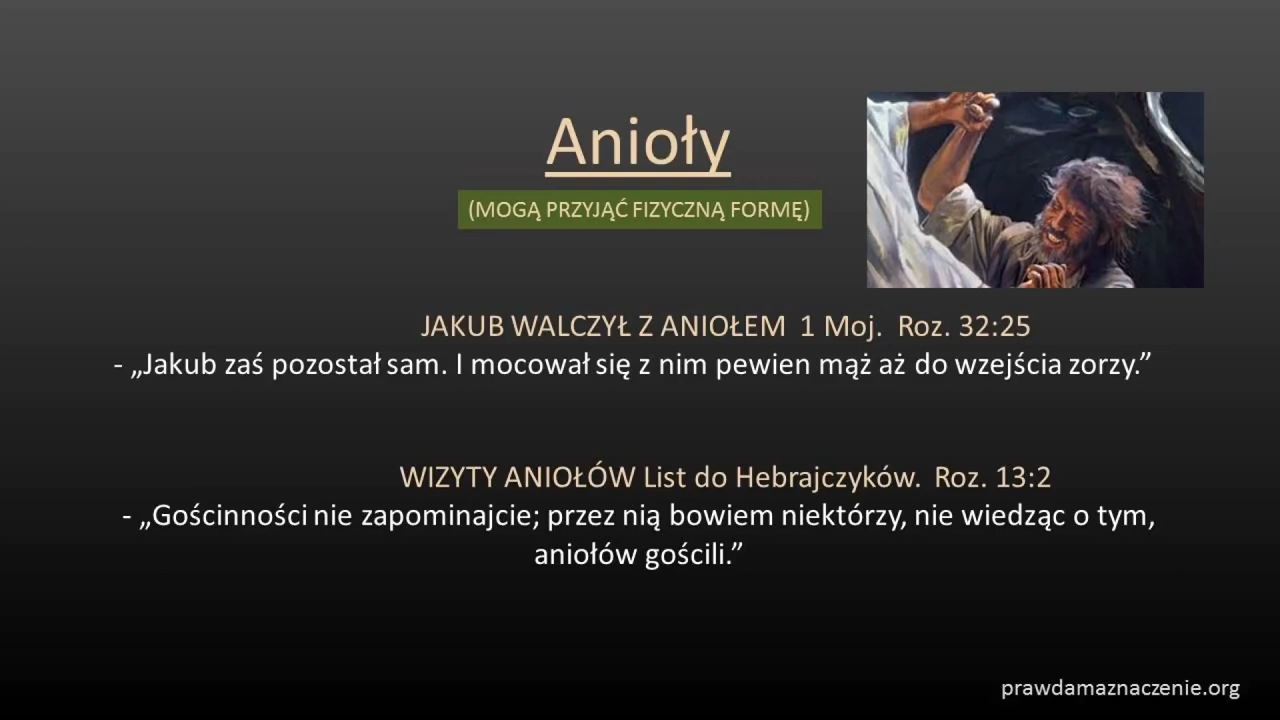 Anioły
(MOGĄ PRZYJĄĆ FIZYCZNĄ FORMĘ)
JAKUB WALCZYŁ Z ANIOŁEM 1 Moj. Roz. 32:25
- „Jakub zaś pozostał sam. I mocował się z nim pewien mąż aż do wzejścia zorzy.”
WIZYTY ANIOŁÓW List do Hebrajczyków. Roz. 13:2
- „Gościnności nie zapominajcie; przez nią bowiem niektórzy, nie wiedząc o tym,
aniołów gościli.”
prawdamaznaczenie.org